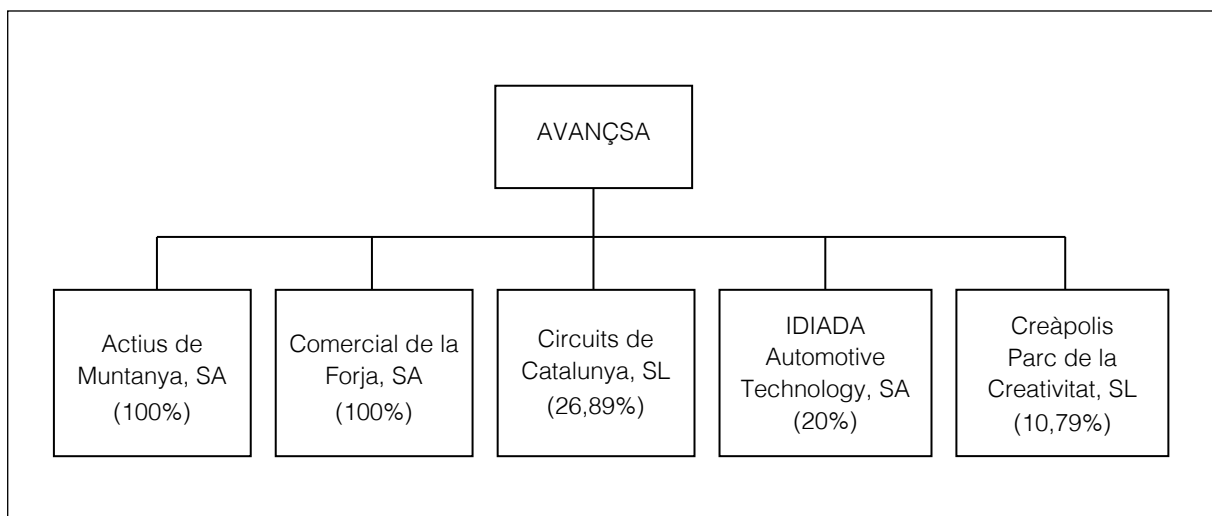 AVANÇSA
Actius de
Muntanya, SA
(100%)
Comercial de la
Forja, SA
(100%)
Circuits de
Catalunya, SL
(26,89%)
IDIADA
Automotive
Technology, SA
(20%)
Creàpolis
Parc de la
Creativitat, SL
(10,79%)